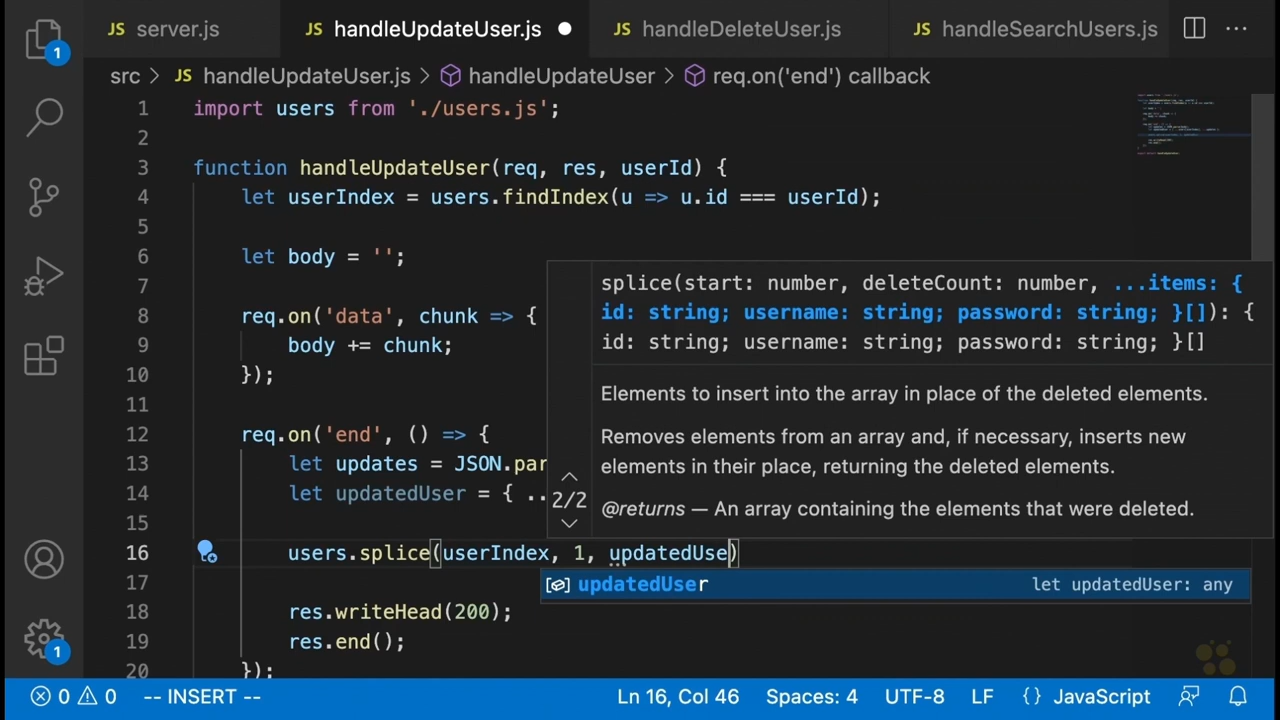 JS server.js JS handleUpdateUser.js JS handleDeleteUser.js JS handleSearchUsers.js ...
1
src > JS handleUpdateUser.js > handleUpdateUser > req.on('end') callback
1 import users from './users.js';
2
3 function handleUpdateUser(req, res, userId) {
4 let userIndex = users.findIndex(u => u.id === userId);
5
6 let body = '';
7
splice(start: number, deleteCount: number, ...items: {
id: string; username: string; password: string; }[]): {
id: string; username: string; password: string; }[]
Elements to insert into the array in place of the deleted elements.
Removes elements from an array and, if necessary, inserts new
elements in their place, returning the deleted elements.
2/2
@returns — An array containing the elements that were deleted.
8 req.on('data', chunk => {
9 body += chunk;
10 });
11
12 req.on('end', () => {
13 let updates = JSON.par
14 let updatedUser = { ..
15
16 users.splice(userIndex, 1, updatedUse)
updatedUser let updatedUser: any
17
18 res.writeHead(200);
19 res.end();
20 });
1
0 0 -- INSERT -- Ln 16, Col 46 Spaces: 4 UTF-8 LF {} JavaScript